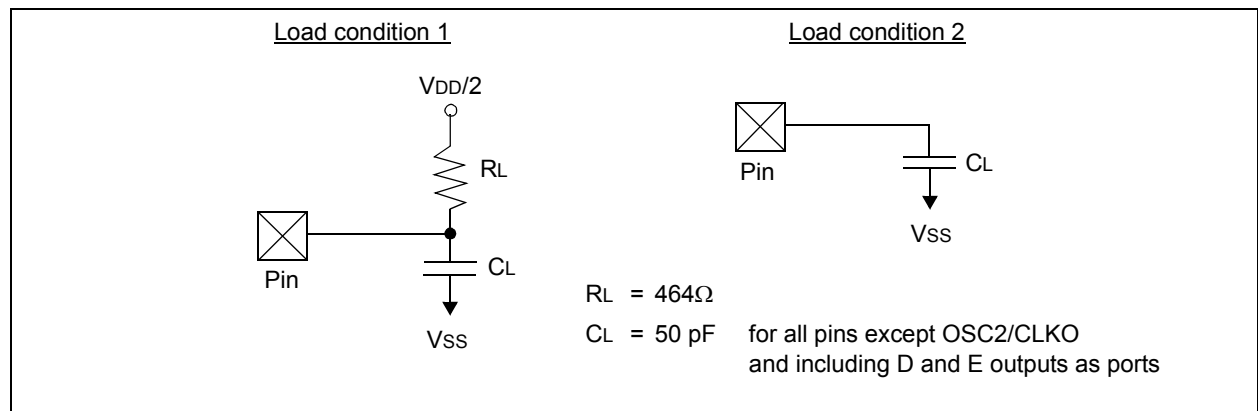 Load condition 1
VDD/2
RL
Pin
CL
VSS
Load condition 2
Pin
CL
VSS
RL = 464Ω
CL = 50 pF for all pins except OSC2/CLKO
and including D and E outputs as ports